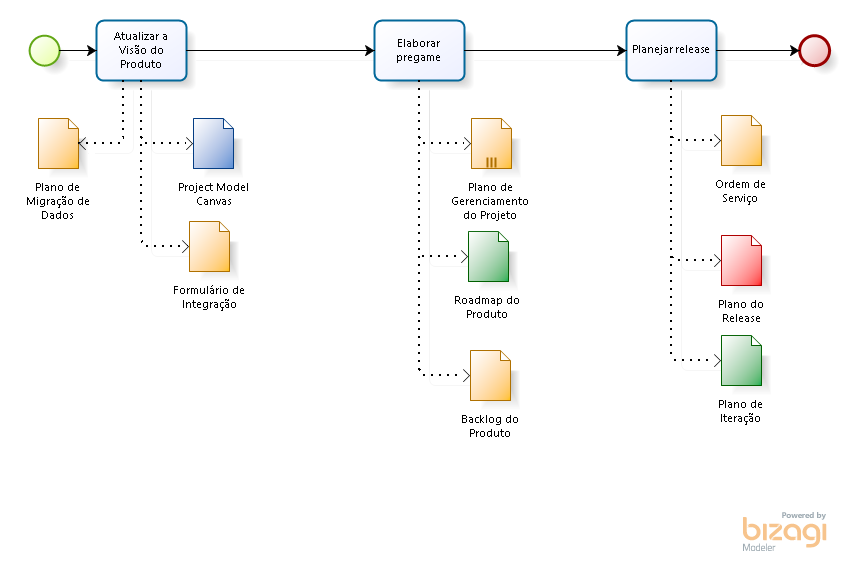 Atualizar a
Visão do
Produto
Elaborar
pregame
Planejar release
Plano de
Migração de
Dados
Project Model
Canvas
Formulário de
Integração
Plano de
Gerenciamento
do Projeto
Roadmap do
Produto
Backlog do
Produto
Ordem de
Serviço
Plano do
Release
Plano de
Iteração
Powered by
bizagi
Modeler